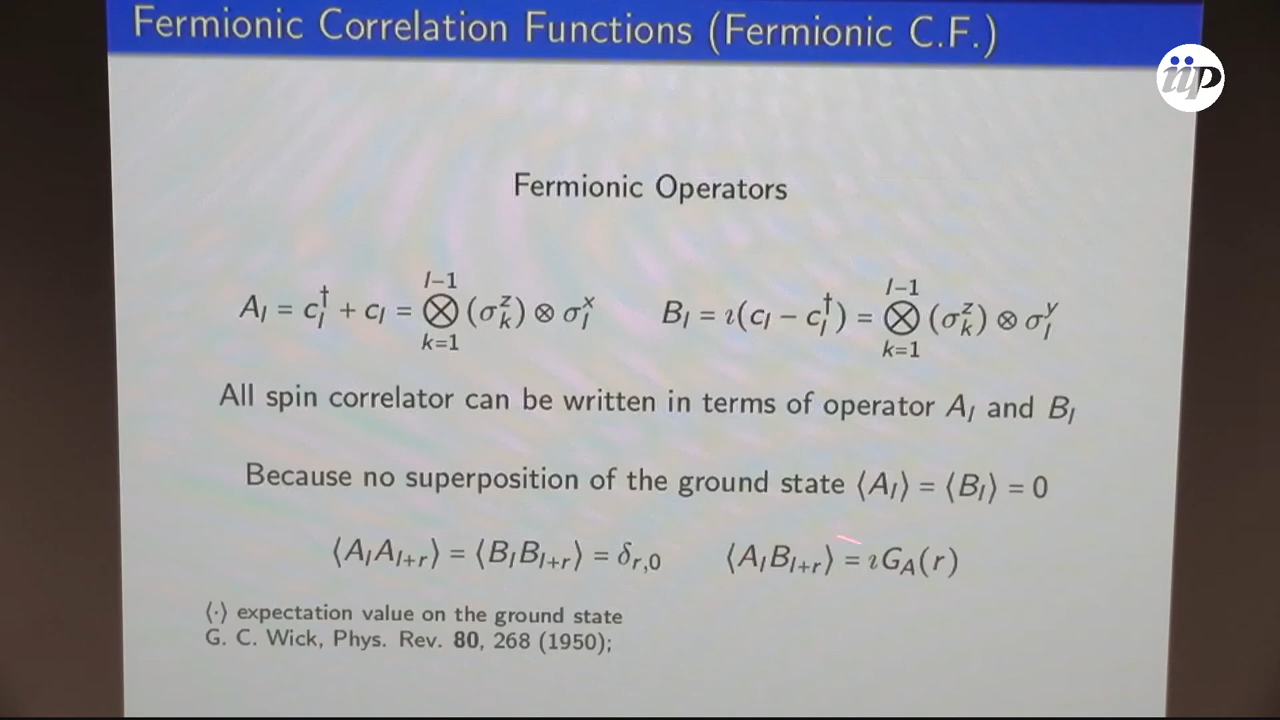 Fermionic Correlation Functions (Fermionic C.F.)
iip
Fermionic Operators
A_l = c_l^† + c_l = ⨂_{k=1}^{l−1} (σ_k^z) ⊗ σ_l^x    B_l = ı(c_l − c_l^†) = ⨂_{k=1}^{l−1} (σ_k^z) ⊗ σ_l^y
All spin correlator can be written in terms of operator A_l and B_l
Because no superposition of the ground state ⟨A_l⟩ = ⟨B_l⟩ = 0
⟨A_l A_{l+r}⟩ = ⟨B_l B_{l+r}⟩ = δ_{r,0}    ⟨A_l B_{l+r}⟩ = ıG_A(r)
⟨·⟩ expectation value on the ground state
G. C. Wick, Phys. Rev. 80, 268 (1950);